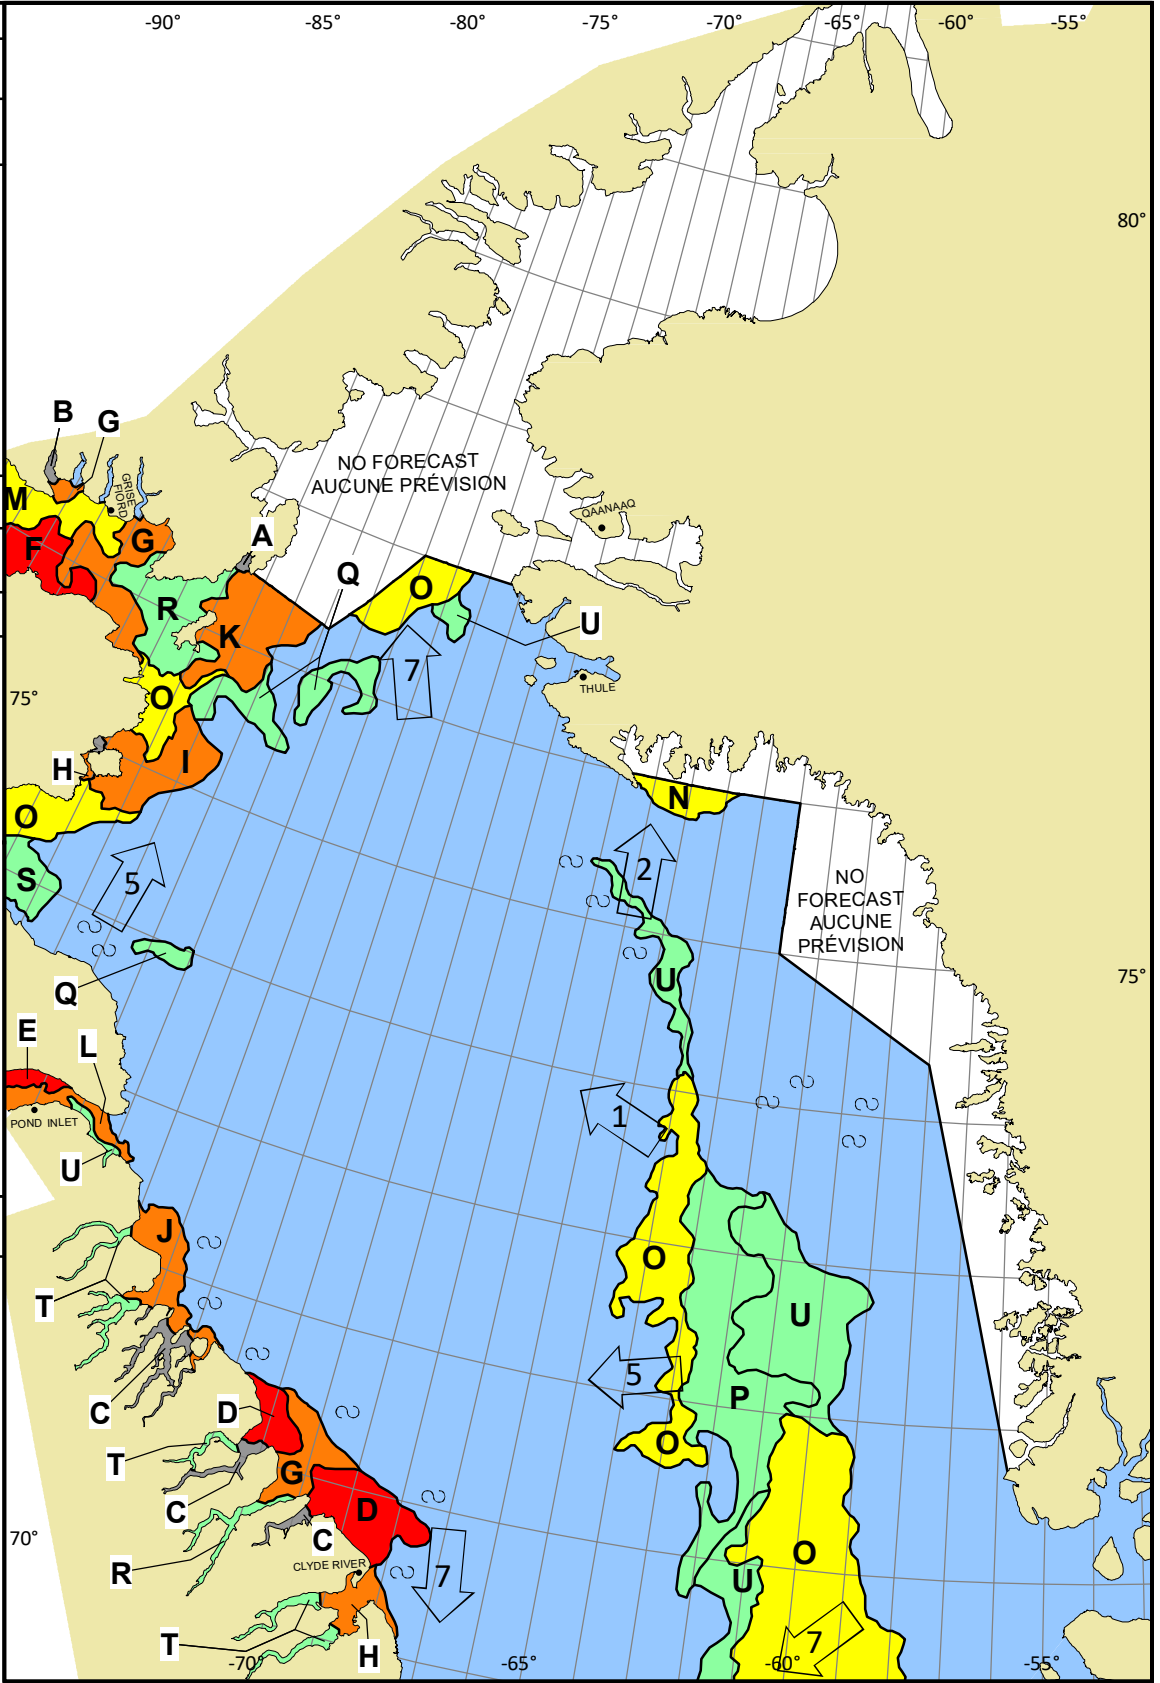 -90°
-85°
-80°
-75°
-70°
-65°
-60°
-55°
80°
B
G
NO FORECAST
AUCUNE PRÉVISION
M
GRISE
FIORD
QAANAAQ
F
G
A
Q
O
R
U
K
7
75°
O
THULE
I
H
N
O
2
S
5
NO
FORECAST
AUCUNE
PRÉVISION
U
75°
Q
E
L
1
POND INLET
U
J
O
T
U
5
P
C
D
O
T
G
D
C
70°
C
O
CLYDE RIVER
R
7
U
T
7
H
-70°
-65°
-60°
-55°